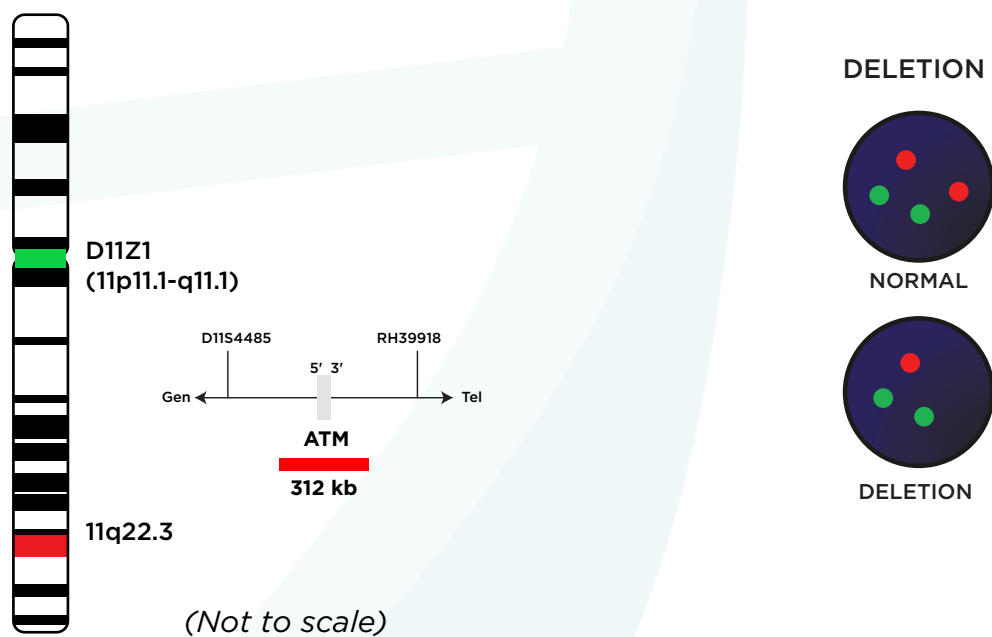 DELETION
D11Z1
(11p11.1-q11.1)
NORMAL
D11S4485
RH39918
5' 3'
Gen
Tel
ATM
312 kb
DELETION
11q22.3
(Not to scale)